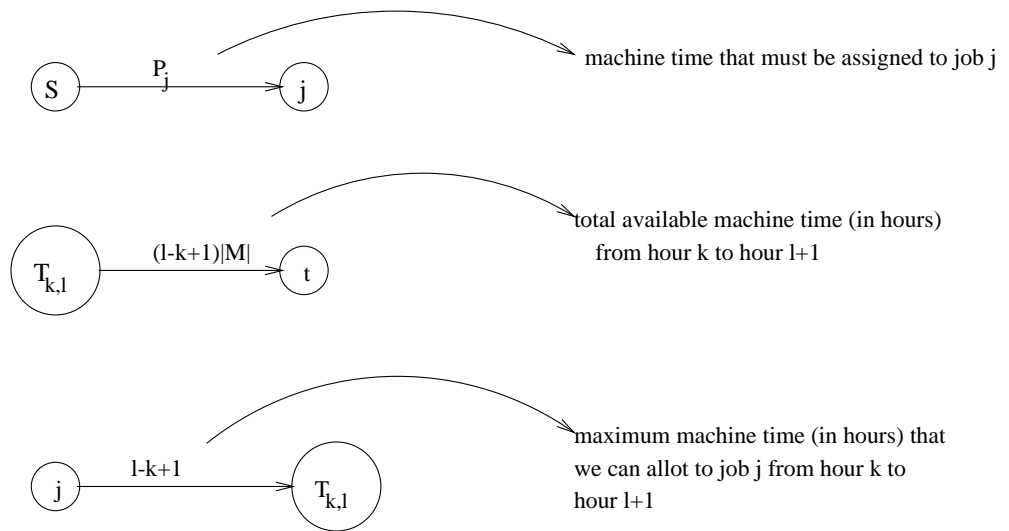 S
P_j
j
machine time that must be assigned to job j
T_{k,l}
(l-k+1)|M|
t
total available machine time (in hours)
from hour k to hour l+1
j
l-k+1
T_{k,l}
maximum machine time (in hours) that
we can allot to job j from hour k to
hour l+1